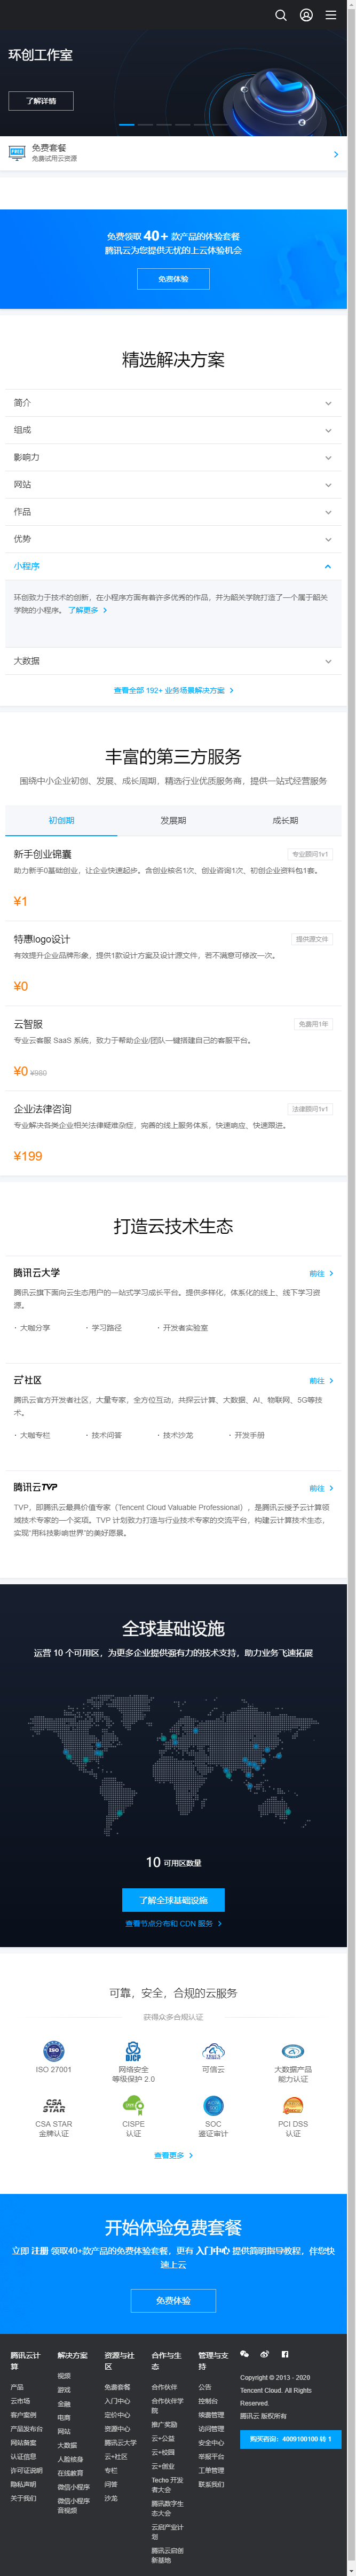 环创工作室
了解详情
免费套餐
免费试用云资源
免费领取 40+ 款产品的体验套餐
腾讯云为您提供无忧的上云体验机会
免费体验
精选解决方案
简介
组成
影响力
网站
作品
优势
小程序
环创致力于技术的创新，在小程序方面有着许多优秀的作品，并为韶关学院打造了一个属于韶关
学院的小程序。 了解更多
大数据
查看全部 192+ 业务场景解决方案
丰富的第三方服务
围绕中小企业初创、发展、成长周期，精选行业优质服务商，提供一站式经营服务
初创期 发展期 成长期
新手创业锦囊 专业顾问1v1
助力新手0基础创业，让企业快速起步。含创业核名1次、创业咨询1次、初创企业资料包1套。
¥1
特惠logo设计 提供源文件
有效提升企业品牌形象，提供1款设计方案及设计源文件，若不满意可修改一次。
¥0
云智服 免费用1年
专业云客服 SaaS 系统，致力于帮助企业/团队一键搭建自己的客服平台。
¥0 ¥980
企业法律咨询 法律顾问1v1
专业解决各类企业相关法律疑难杂症，完善的线上服务体系，快速响应、快速跟进。
¥199
打造云技术生态
腾讯云大学 前往
腾讯云旗下面向云生态用户的一站式学习成长平台。提供多样化，体系化的线上，线下学习资
源。
· 大咖分享 · 学习路径 · 开发者实验室
云+社区 前往
腾讯云官方开发者社区，大量专家，全方位互动，共探云计算、大数据、AI、物联网、5G等技
术。
· 大咖专栏 · 技术问答 · 技术沙龙 · 开发手册
腾讯云TVP 前往
TVP，即腾讯云最具价值专家（Tencent Cloud Valuable Professional），是腾讯云授予云计算领
域技术专家的一个奖项。TVP 计划致力打造与行业技术专家的交流平台，构建云计算技术生态，
实现“用科技影响世界”的美好愿景。
全球基础设施
运营 10 个可用区，为更多企业提供强有力的技术支持，助力业务飞速拓展
10 可用区数量
了解全球基础设施
查看节点分布和 CDN 服务
可靠，安全，合规的云服务
获得众多合规认证
ISO 27001 网络安全 可信云 大数据产品
等级保护 2.0 能力认证
CSA STAR CISPE SOC PCI DSS
金牌认证 认证 鉴证审计 认证
查看更多
开始体验免费套餐
立即 注册 领取40+款产品的免费体验套餐，更有 入门中心 提供简明指导教程，伴您快
速上云
免费体验
腾讯云计
算
产品
云市场
客户案例
产品发布台
网站备案
认证信息
许可证说明
隐私声明
关于我们
解决方案
视频
游戏
金融
电商
网站
大数据
人脸核身
在线教育
微信小程序
微信小程序
音视频
资源与社
区
免费套餐
入门中心
定价中心
资源中心
腾讯云大学
云+社区
专栏
问答
沙龙
合作与生
态
合作伙伴
合作伙伴学
院
推广奖励
云+公益
云+校园
云+创业
Techo 开发
者大会
腾讯数字生
态大会
云启产业计
划
腾讯云启创
新基地
管理与支
持
公告
控制台
续费管理
访问管理
安全中心
举报平台
工单管理
联系我们
Copyright © 2013 - 2020
Tencent Cloud. All Rights
Reserved.
腾讯云 版权所有
购买咨询：4009100100 转 1